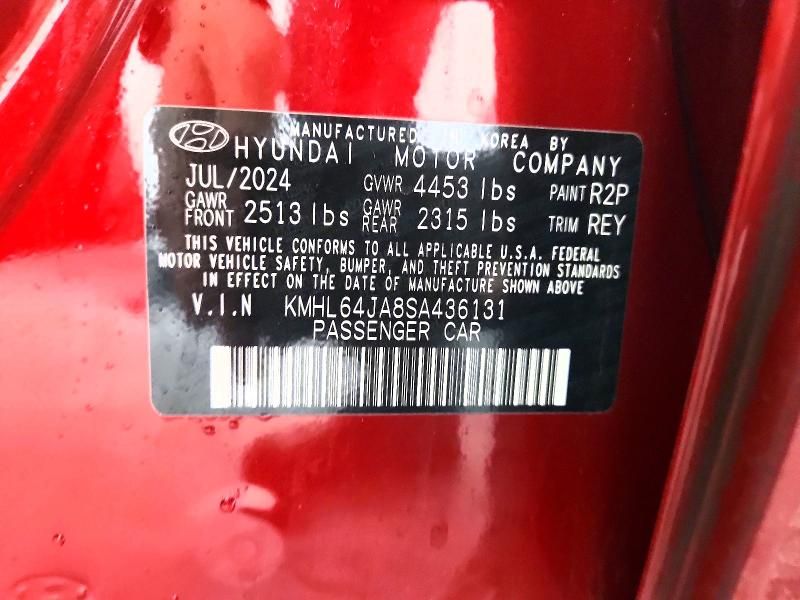 MANUFACTURED IN KOREA BY
HYUNDAI MOTOR COMPANY
JUL/2024 GVWR 4453 lbs PAINT R2P
GAWR FRONT 2513 lbs GAWR REAR 2315 lbs TRIM REY
THIS VEHICLE CONFORMS TO ALL APPLICABLE U.S.A. FEDERAL
MOTOR VEHICLE SAFETY, BUMPER, AND THEFT PREVENTION STANDARDS
IN EFFECT ON THE DATE OF MANUFACTURE SHOWN ABOVE
V.I.N KMHL64JA8SA436131
PASSENGER CAR